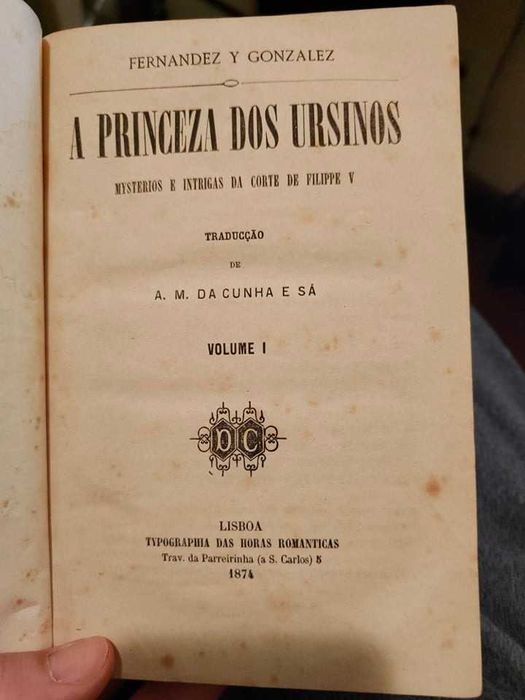 FERNANDEZ Y GONZALEZ
A PRINCEZA DOS URSINOS
MYSTERIOS E INTRIGAS DA CORTE DE FILIPPE V
TRADUCÇÃO
DE
A. M. DA CUNHA E SÁ
VOLUME I
DC
LISBOA
TYPOGRAPHIA DAS HORAS ROMANTICAS
Trav. da Parreirinha (a S. Carlos) 5
1874